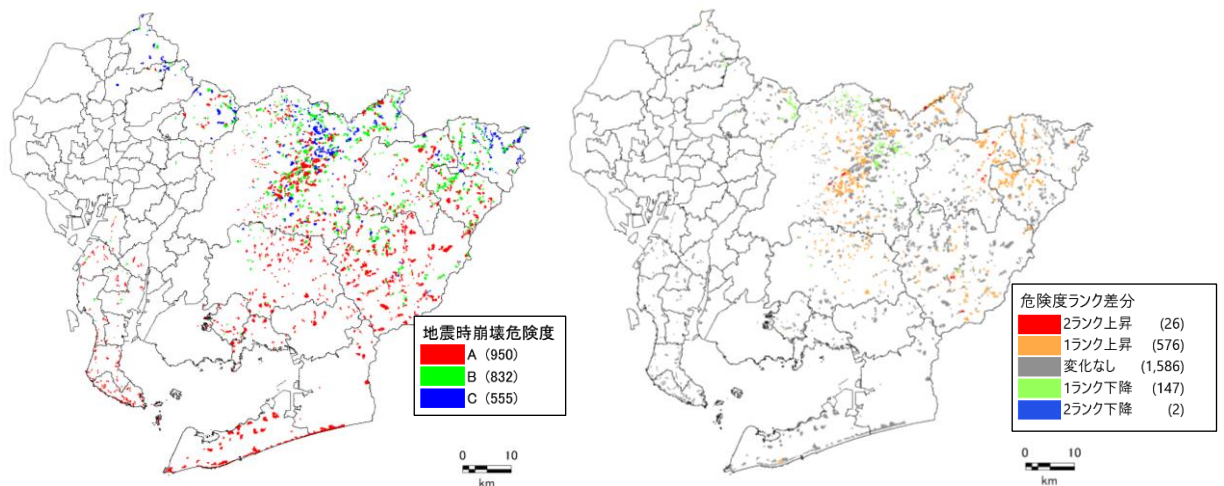 地震時崩壊危険度
A (950)
B (832)
C (555)
0 10
km
危険度ランク差分
2ランク上昇 (26)
1ランク上昇 (576)
変化なし (1,586)
1ランク下降 (147)
2ランク下降 (2)
0 10
km